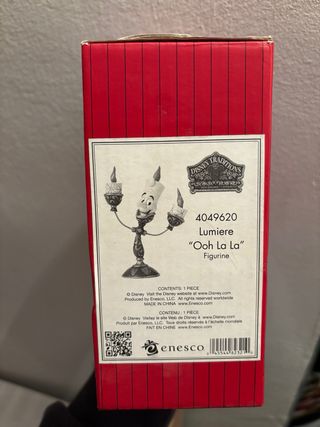 DISNEY TRADITIONS
4049620
Lumiere
"Ooh La La"
Figurine
CONTENTS: 1 PIECE
© Disney Visit the Disney website at www.Disney.com
Produced by Enesco, LLC. All rights reserved worldwide
MADE IN CHINA www.Enesco.com
CONTENU : 1 PIECE
© Disney Visitez le site Web de Disney à www.Disney.com
Produit par Enesco, LLC. Tous droits réservés à l'échelle mondiale
FAIT EN CHINE www.Enesco.com
enesco